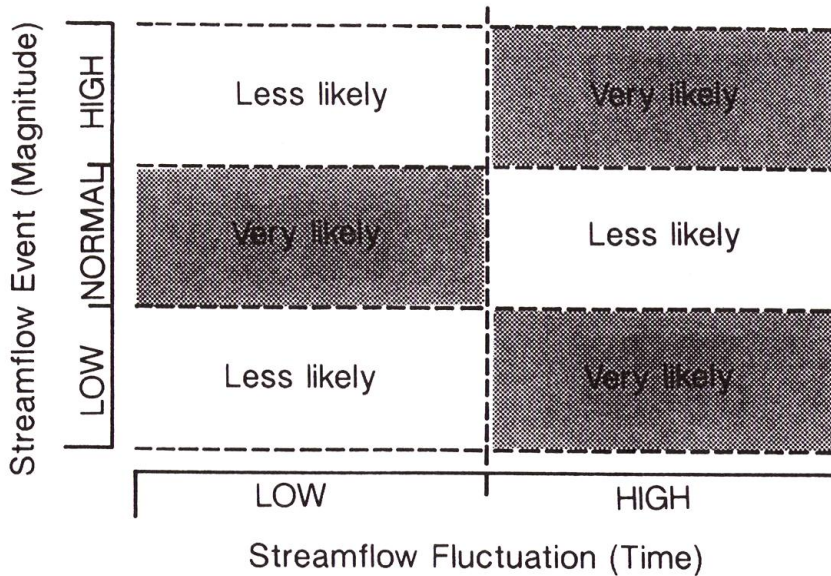 Streamflow Event (Magnitude)
HIGH
NORMAL
LOW
Less likely
Very likely
Very likely
Less likely
Less likely
Very likely
LOW
HIGH
Streamflow Fluctuation (Time)